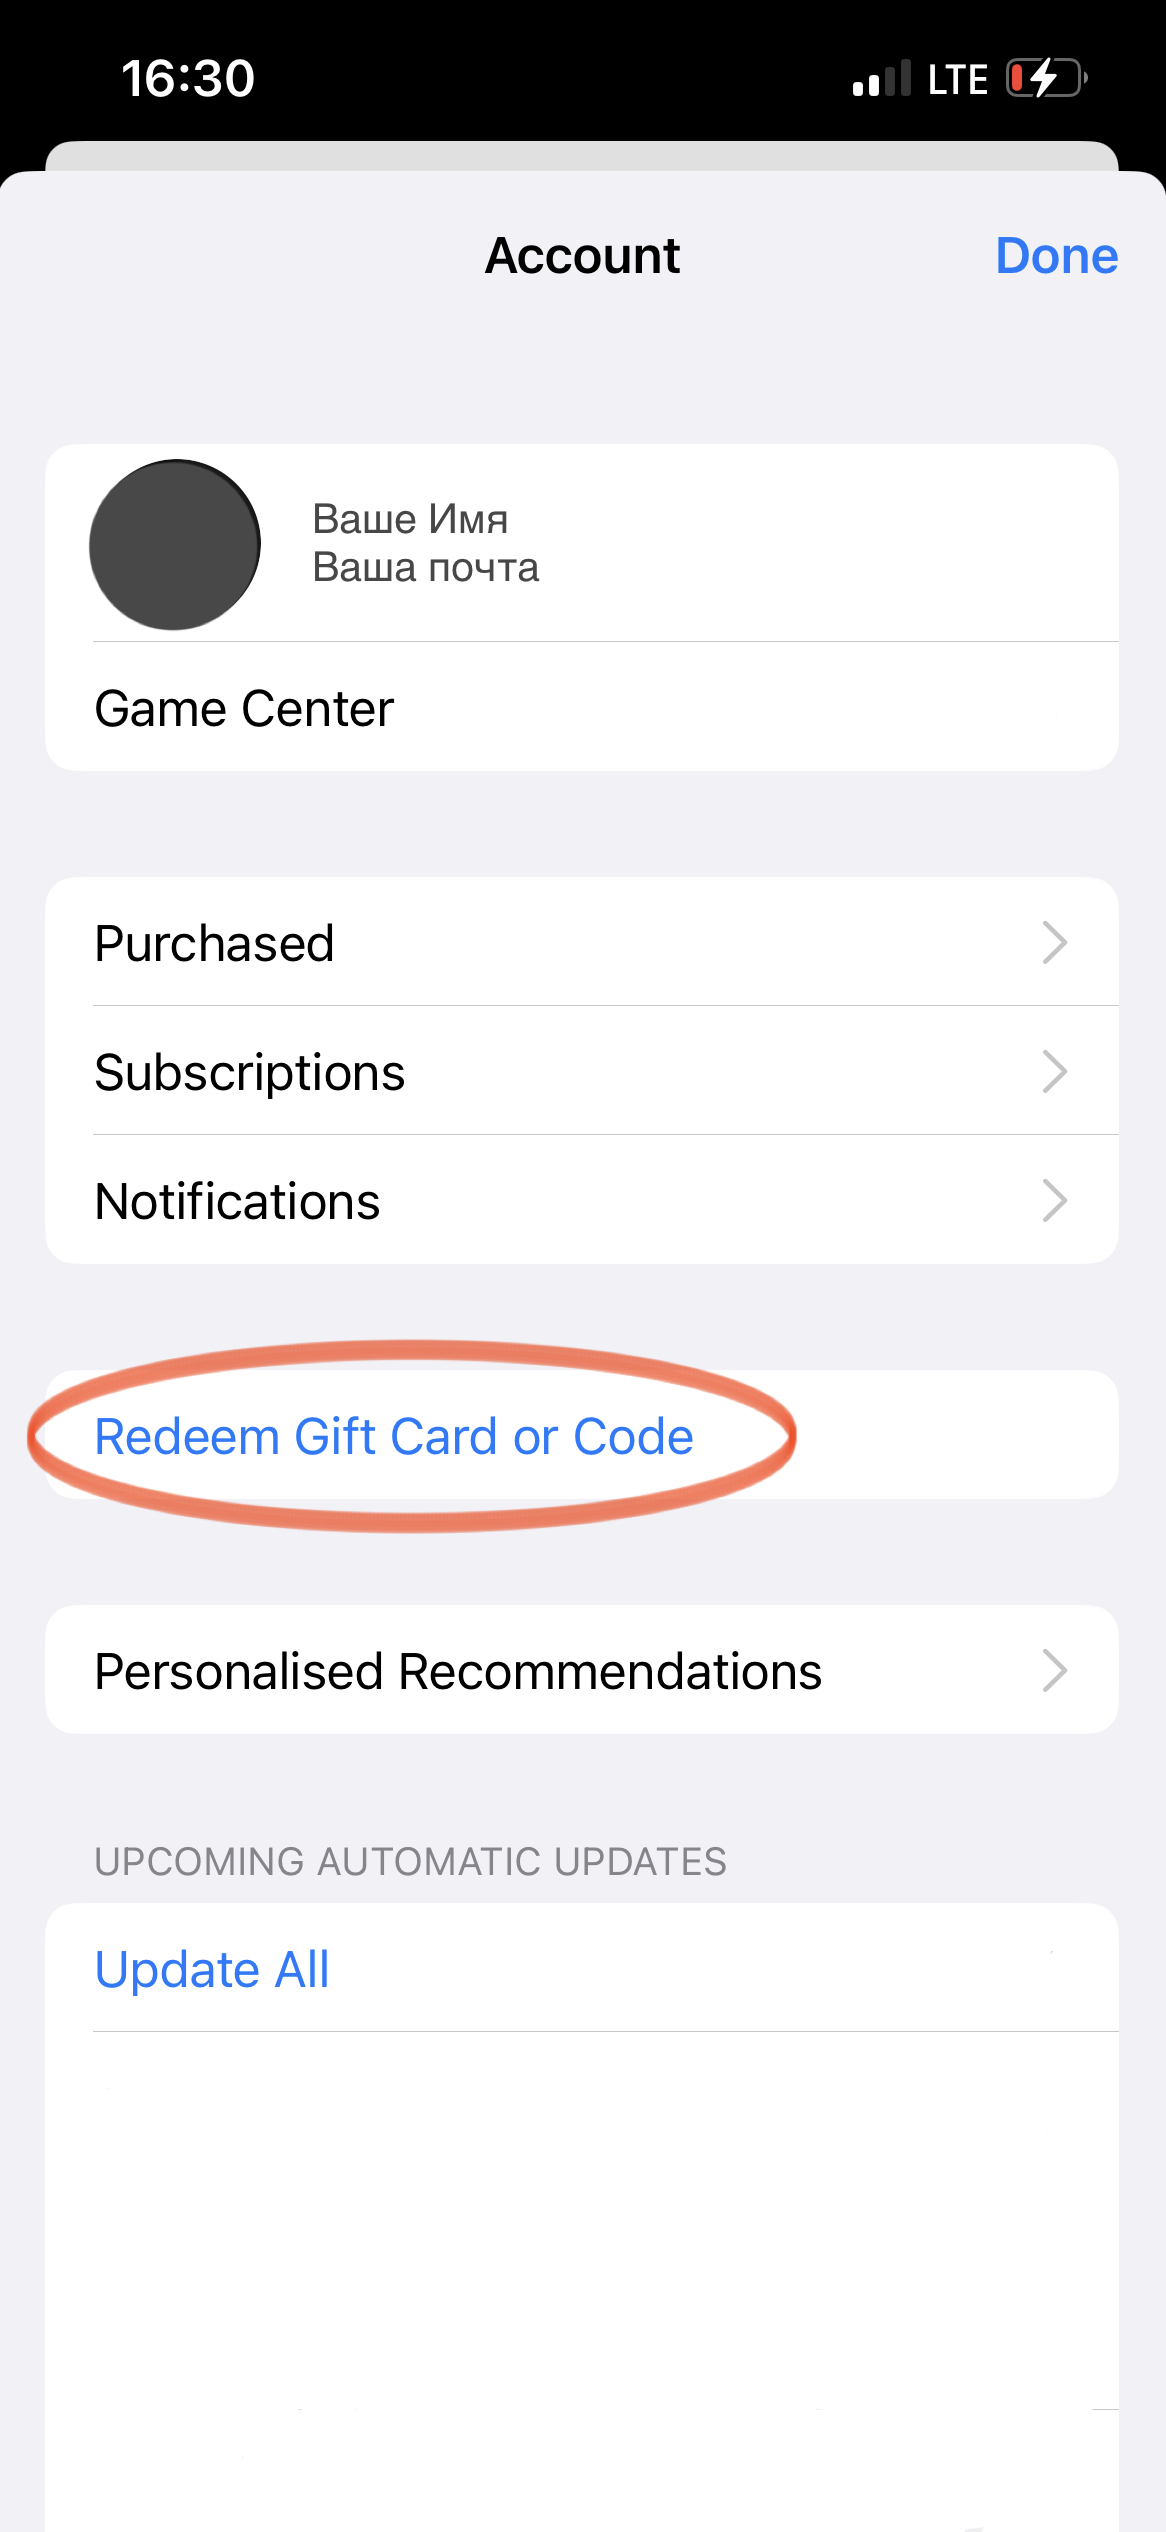 16:30 LTE
Account Done
Ваше Имя
Ваша почта
Game Center
Purchased
Subscriptions
Notifications
Redeem Gift Card or Code
Personalised Recommendations
UPCOMING AUTOMATIC UPDATES
Update All